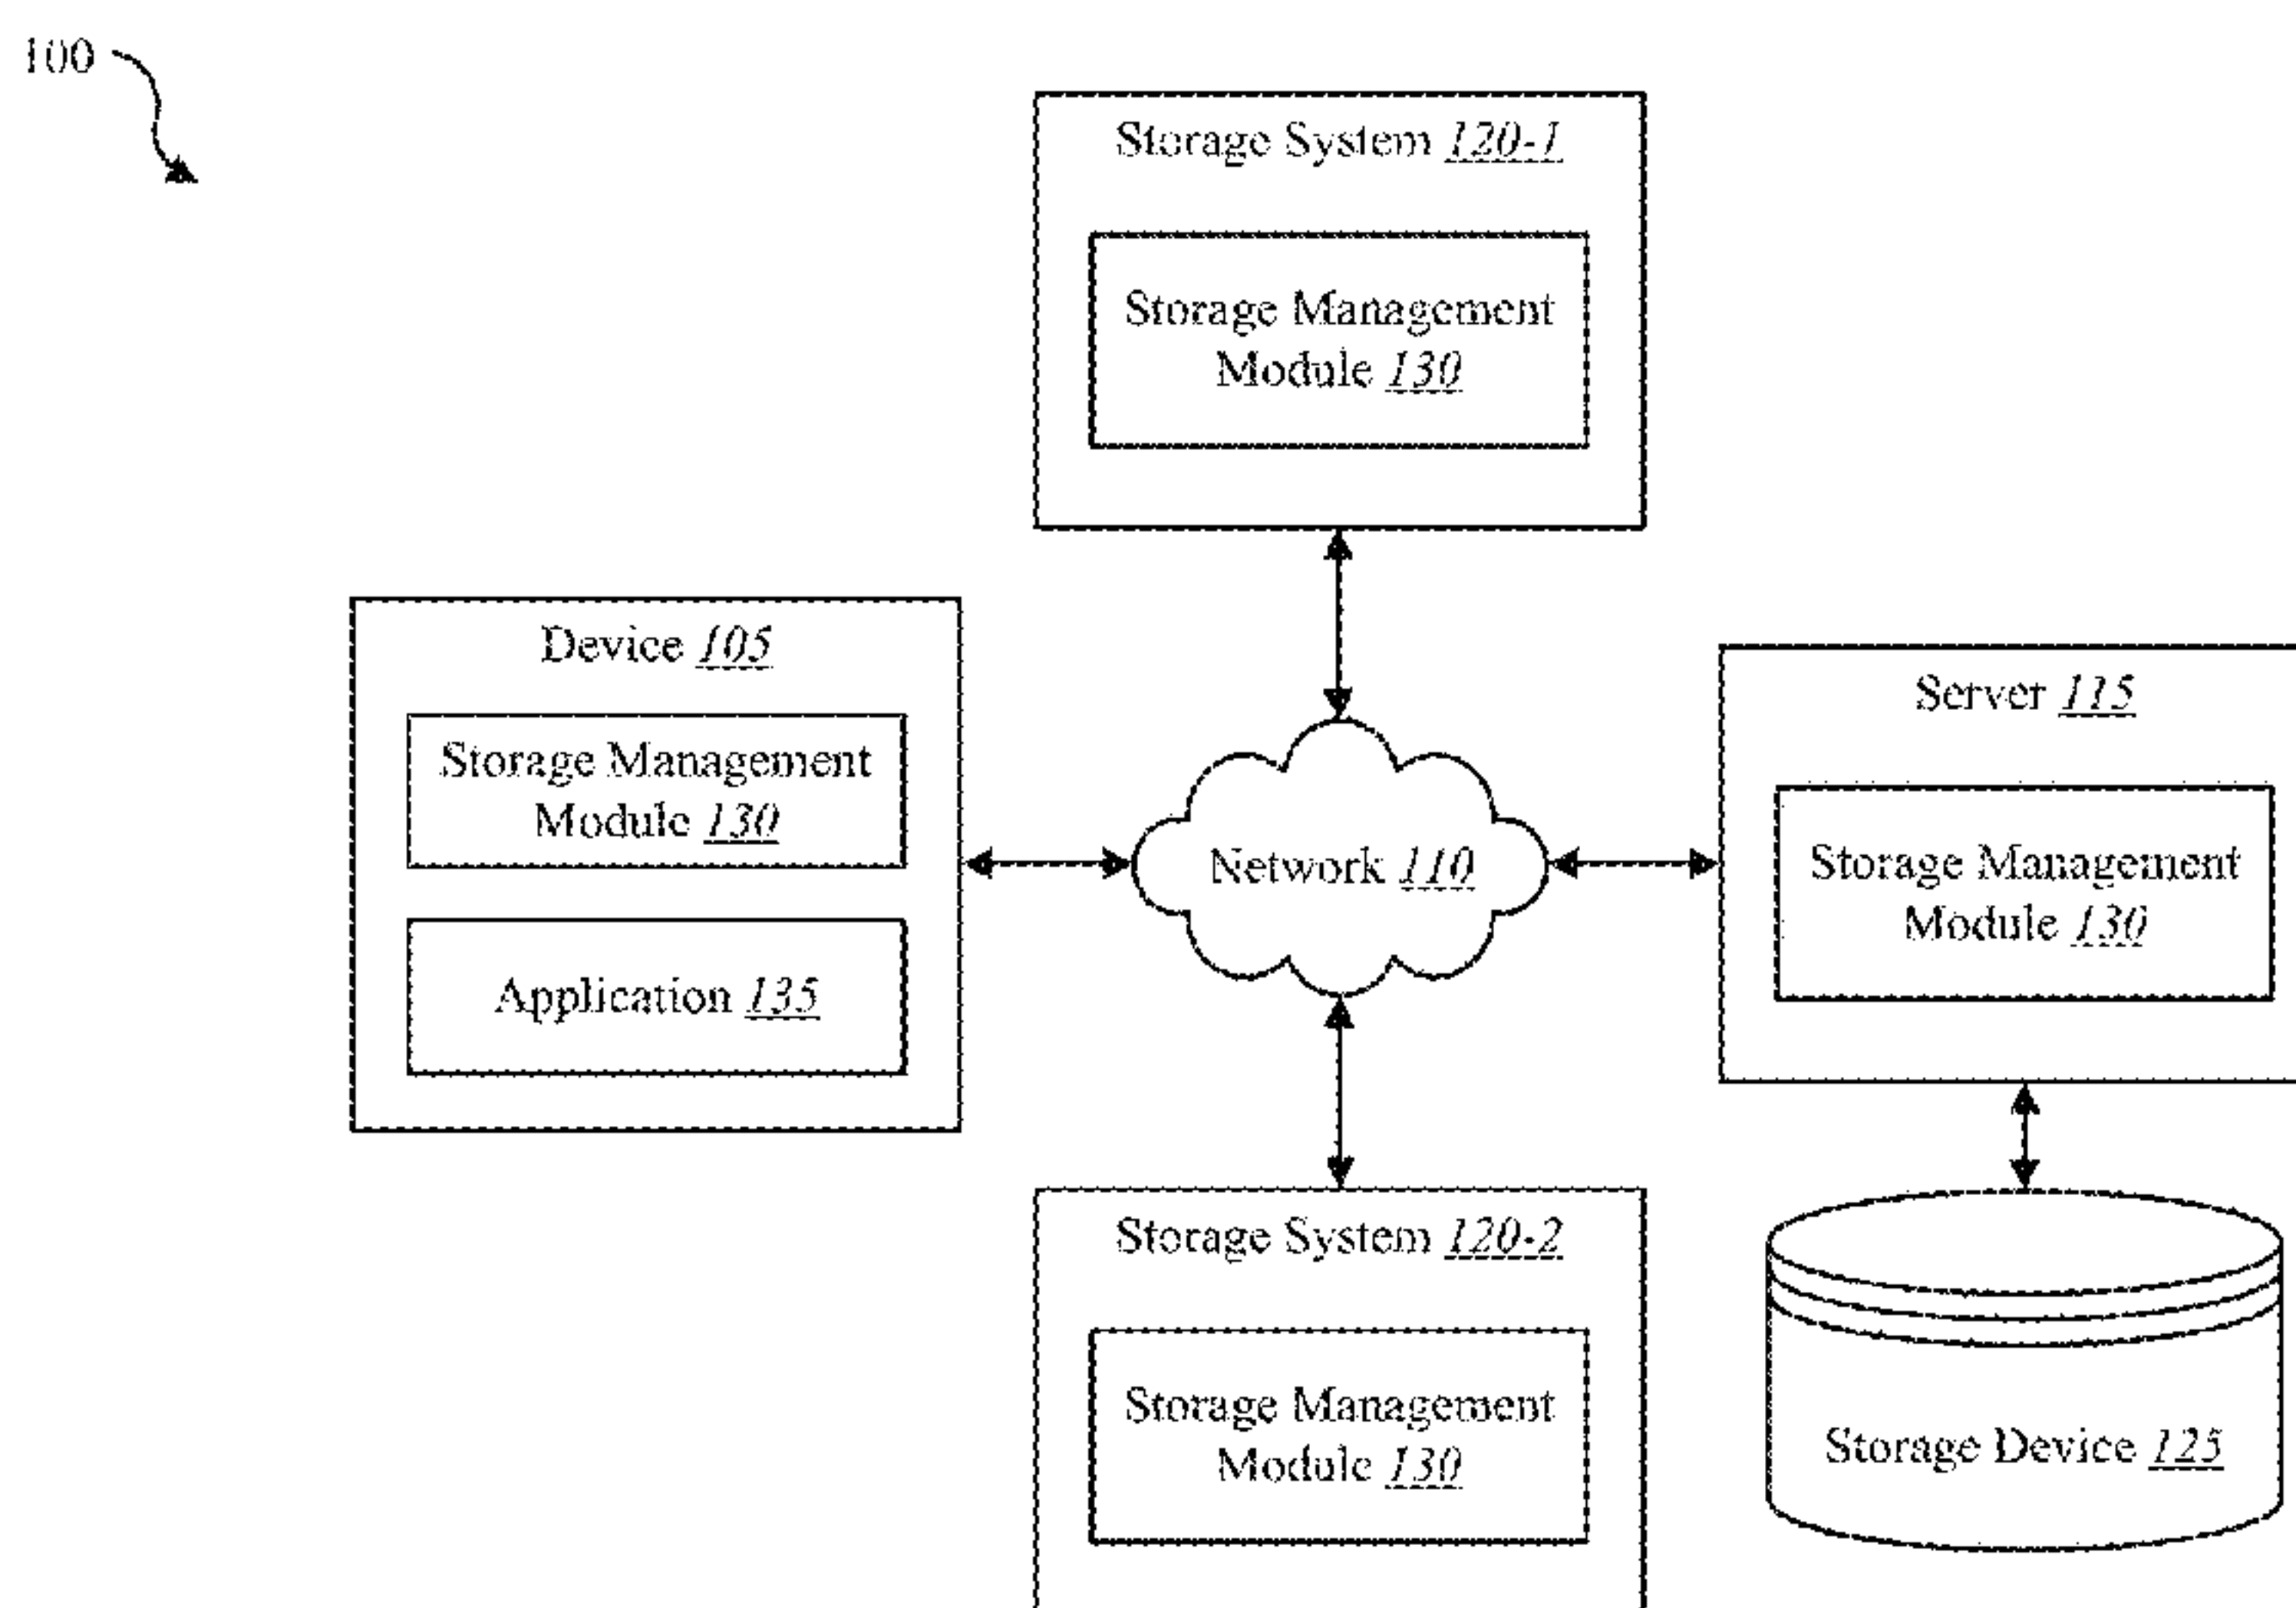 100
Storage System 120-1
Storage Management
Module 130
Device 105
Storage Management
Module 130
Application 135
Network 110
Server 115
Storage Management
Module 130
Storage System 120-2
Storage Management
Module 130
Storage Device 125